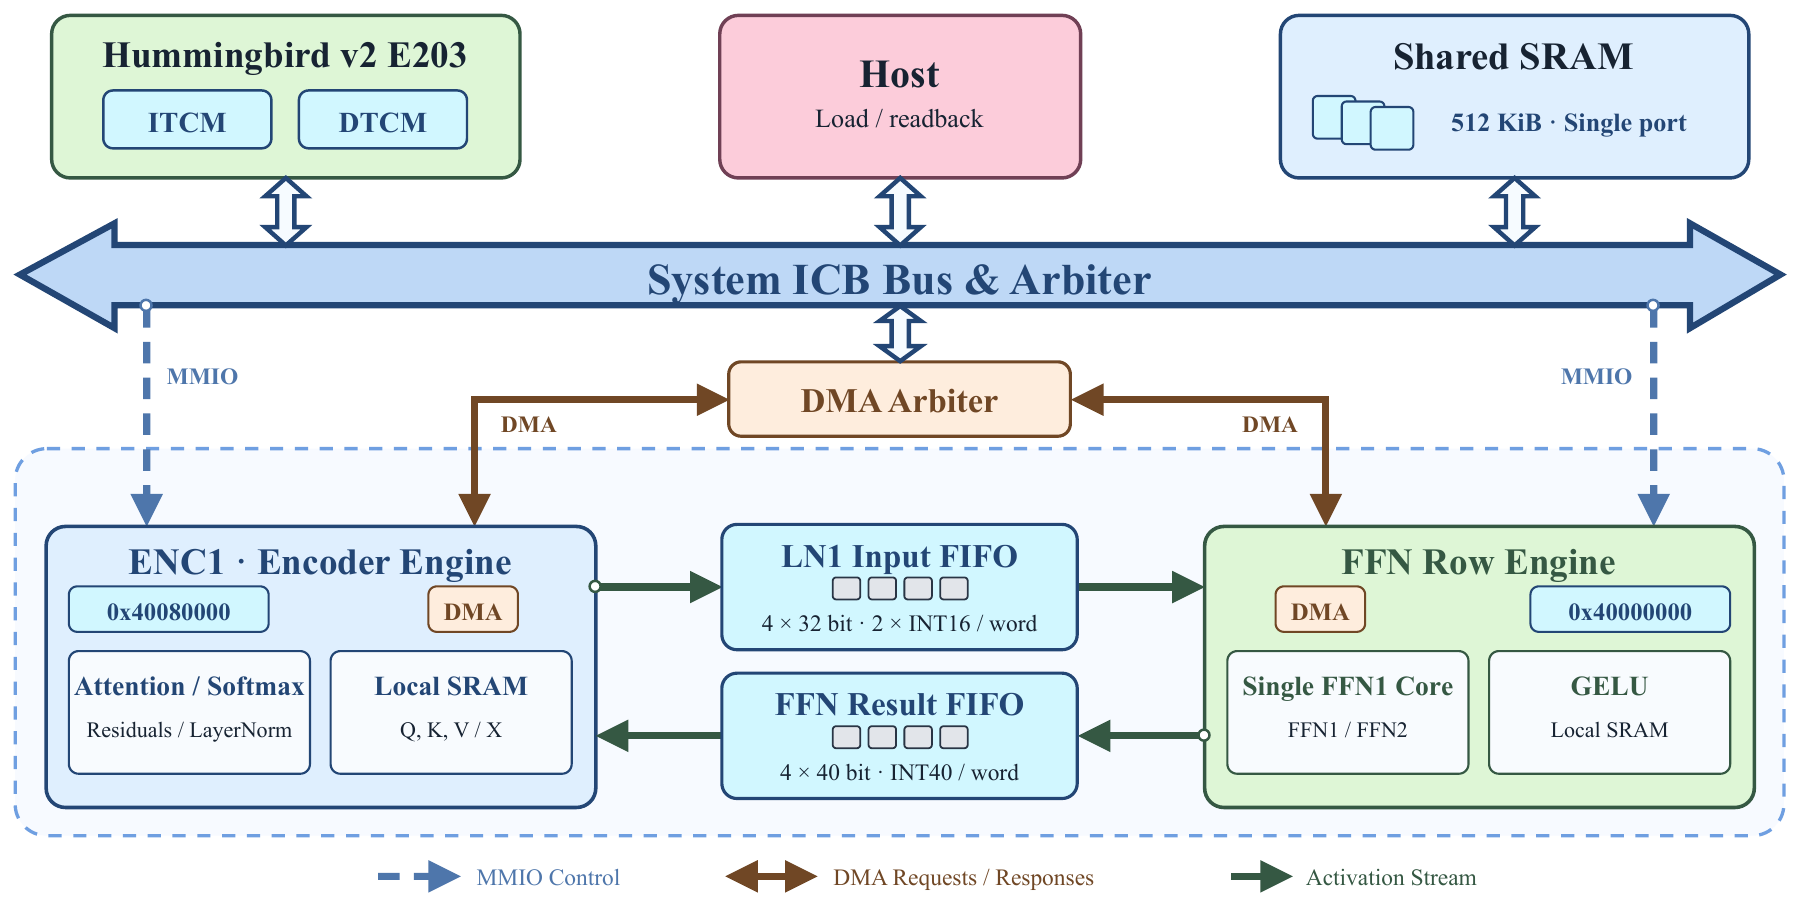 Hummingbird v2 E203
ITCM
DTCM
Host
Load / readback
Shared SRAM
512 KiB · Single port
System ICB Bus & Arbiter
MMIO
MMIO
DMA Arbiter
DMA
DMA
ENC1 · Encoder Engine
0x40080000
DMA
Attention / Softmax
Residuals / LayerNorm
Local SRAM
Q, K, V / X
LN1 Input FIFO
4 × 32 bit · 2 × INT16 / word
FFN Result FIFO
4 × 40 bit · INT40 / word
FFN Row Engine
DMA
0x40000000
Single FFN1 Core
FFN1 / FFN2
GELU
Local SRAM
MMIO Control
DMA Requests / Responses
Activation Stream